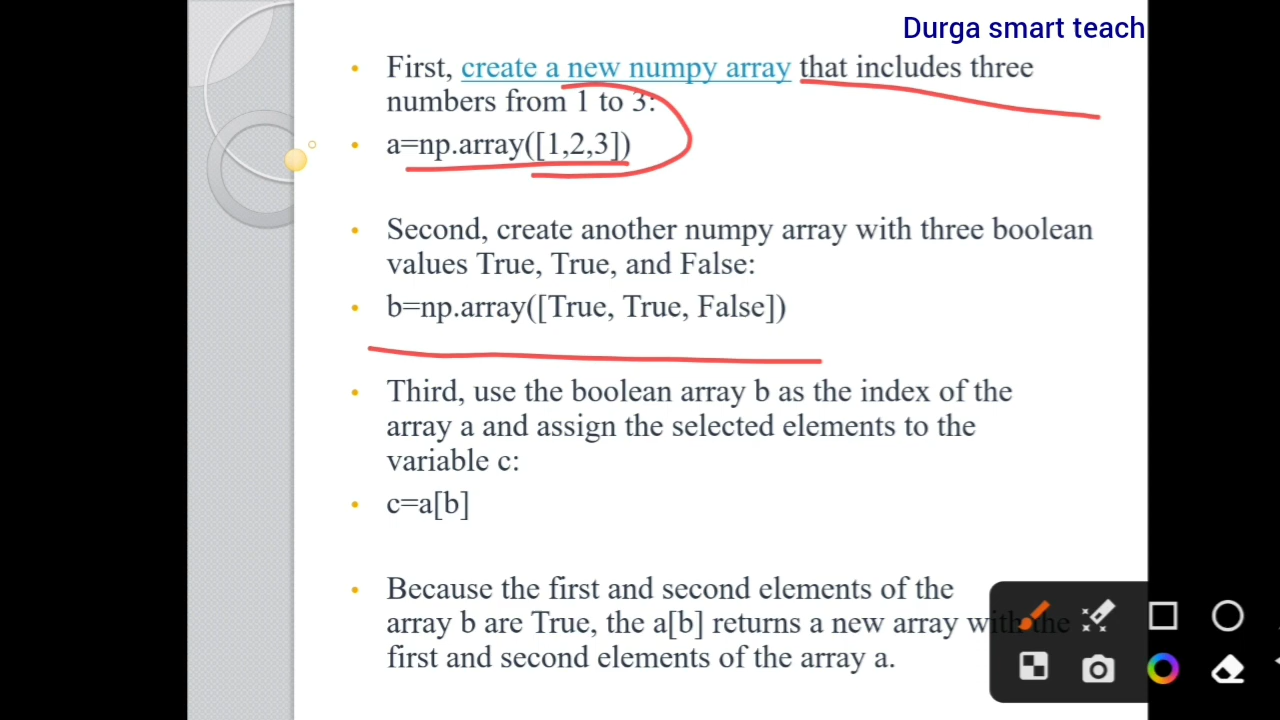 Durga smart teach
First, create a new numpy array that includes three
numbers from 1 to 3:
a=np.array([1,2,3])
Second, create another numpy array with three boolean
values True, True, and False:
b=np.array([True, True, False])
Third, use the boolean array b as the index of the
array a and assign the selected elements to the
variable c:
c=a[b]
Because the first and second elements of the
array b are True, the a[b] returns a new array with the
first and second elements of the array a.